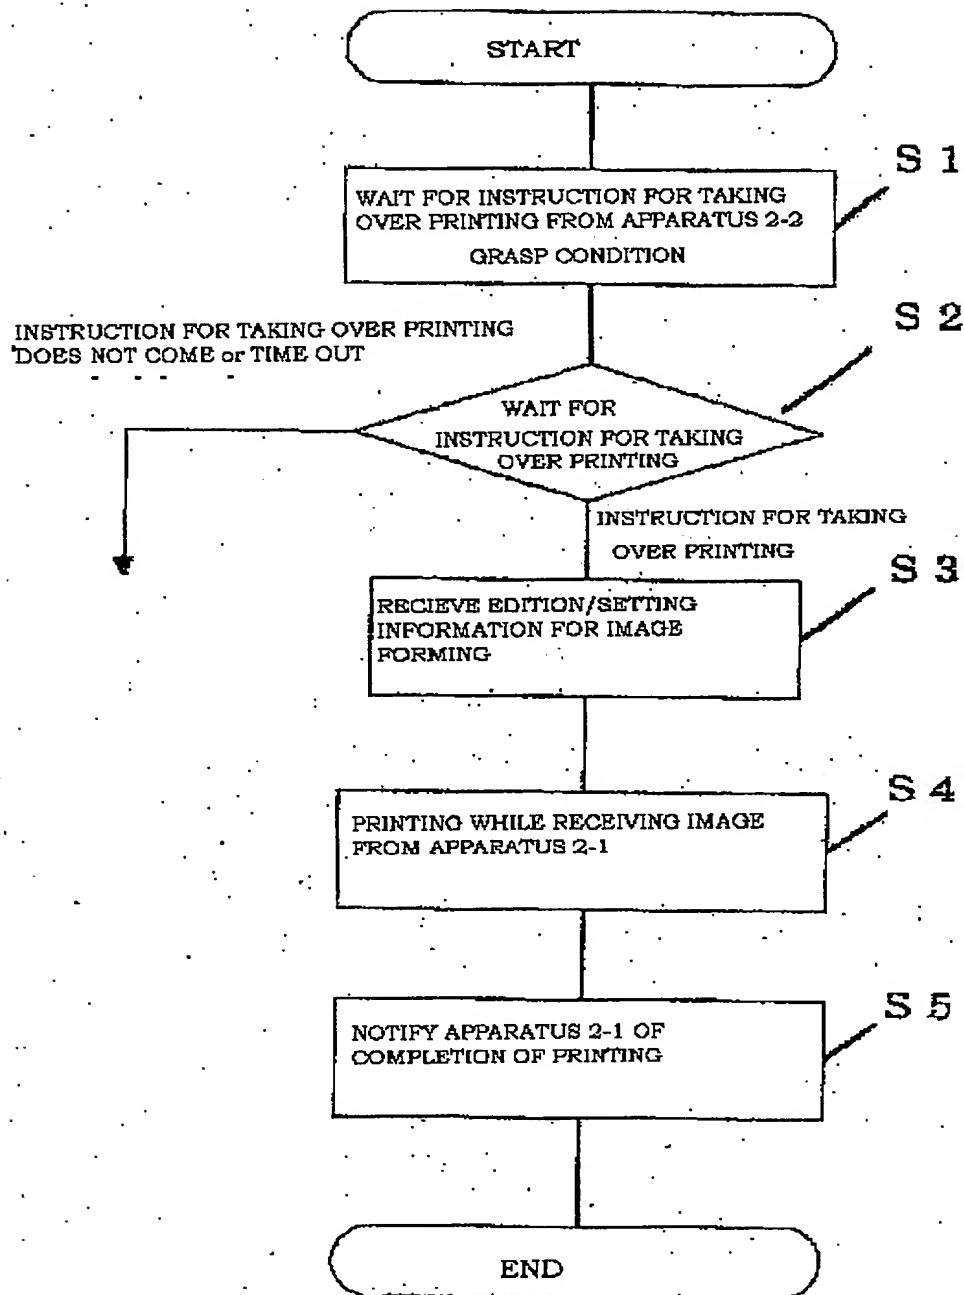 START
S 1
WAIT FOR INSTRUCTION FOR TAKING
OVER PRINTING FROM APPARATUS 2-2
GRASP CONDITION
S 2
INSTRUCTION FOR TAKING OVER PRINTING
DOES NOT COME or TIME OUT
WAIT FOR
INSTRUCTION FOR TAKING
OVER PRINTING
INSTRUCTION FOR TAKING
OVER PRINTING
S 3
RECIEVE EDITION/SETTING
INFORMATION FOR IMAGE
FORMING
S 4
PRINTING WHILE RECEIVING IMAGE
FROM APPARATUS 2-1
S 5
NOTIFY APPARATUS 2-1 OF
COMPLETION OF PRINTING
END